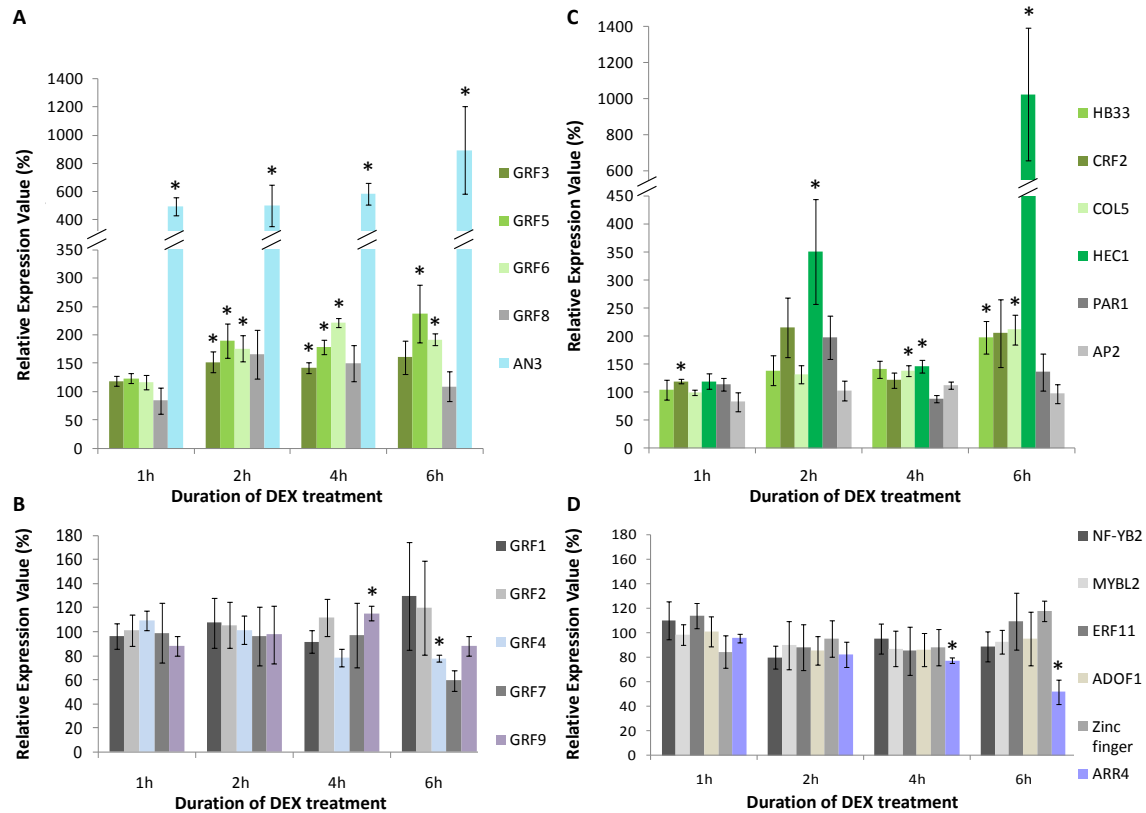 A
Relative Expression Value (%)
1400
1200
1000
800
600
400
350
300
250
200
150
100
50
0
* * * *
* * * * * * * *
1h 2h 4h 6h
Duration of DEX treatment
GRF3
GRF5
GRF6
GRF8
AN3
C
Relative Expression Value (%)
1400
1200
1000
800
600
450
400
350
300
250
200
150
100
50
0
* * * * * * *
1h 2h 4h 6h
Duration of DEX treatment
HB33
CRF2
COL5
HEC1
PAR1
AP2
B
Relative Expression Value (%)
180
160
140
120
100
80
60
40
20
0
* *
1h 2h 4h 6h
Duration of DEX treatment
GRF1
GRF2
GRF4
GRF7
GRF9
D
Relative Expression Value (%)
180
160
140
120
100
80
60
40
20
0
* *
1h 2h 4h 6h
Duration of DEX treatment
NF-YB2
MYBL2
ERF11
ADOF1
Zinc
finger
ARR4